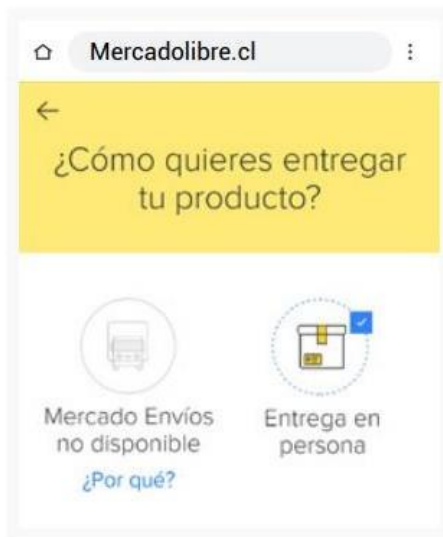 Mercadolibre.cl
¿Cómo quieres entregar
tu producto?
Mercado Envíos
no disponible
¿Por qué?
Entrega en
persona